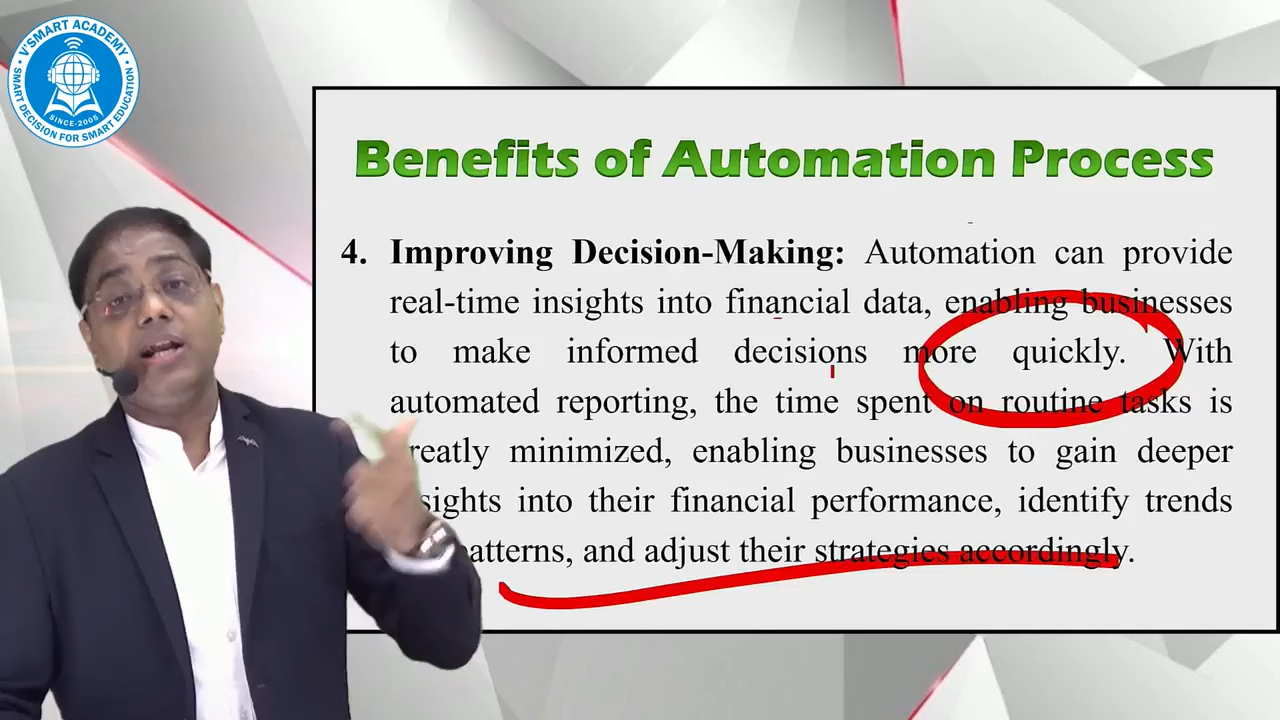 V'SMART ACADEMY
SMART DECISION FOR SMART EDUCATION
SINCE-2005
Benefits of Automation Process
4. Improving Decision-Making: Automation can provide
real-time insights into financial data, enabling businesses
to make informed decisions more quickly. With
automated reporting, the time spent on routine tasks is
reatly minimized, enabling businesses to gain deeper
sights into their financial performance, identify trends
atterns, and adjust their strategies accordingly.